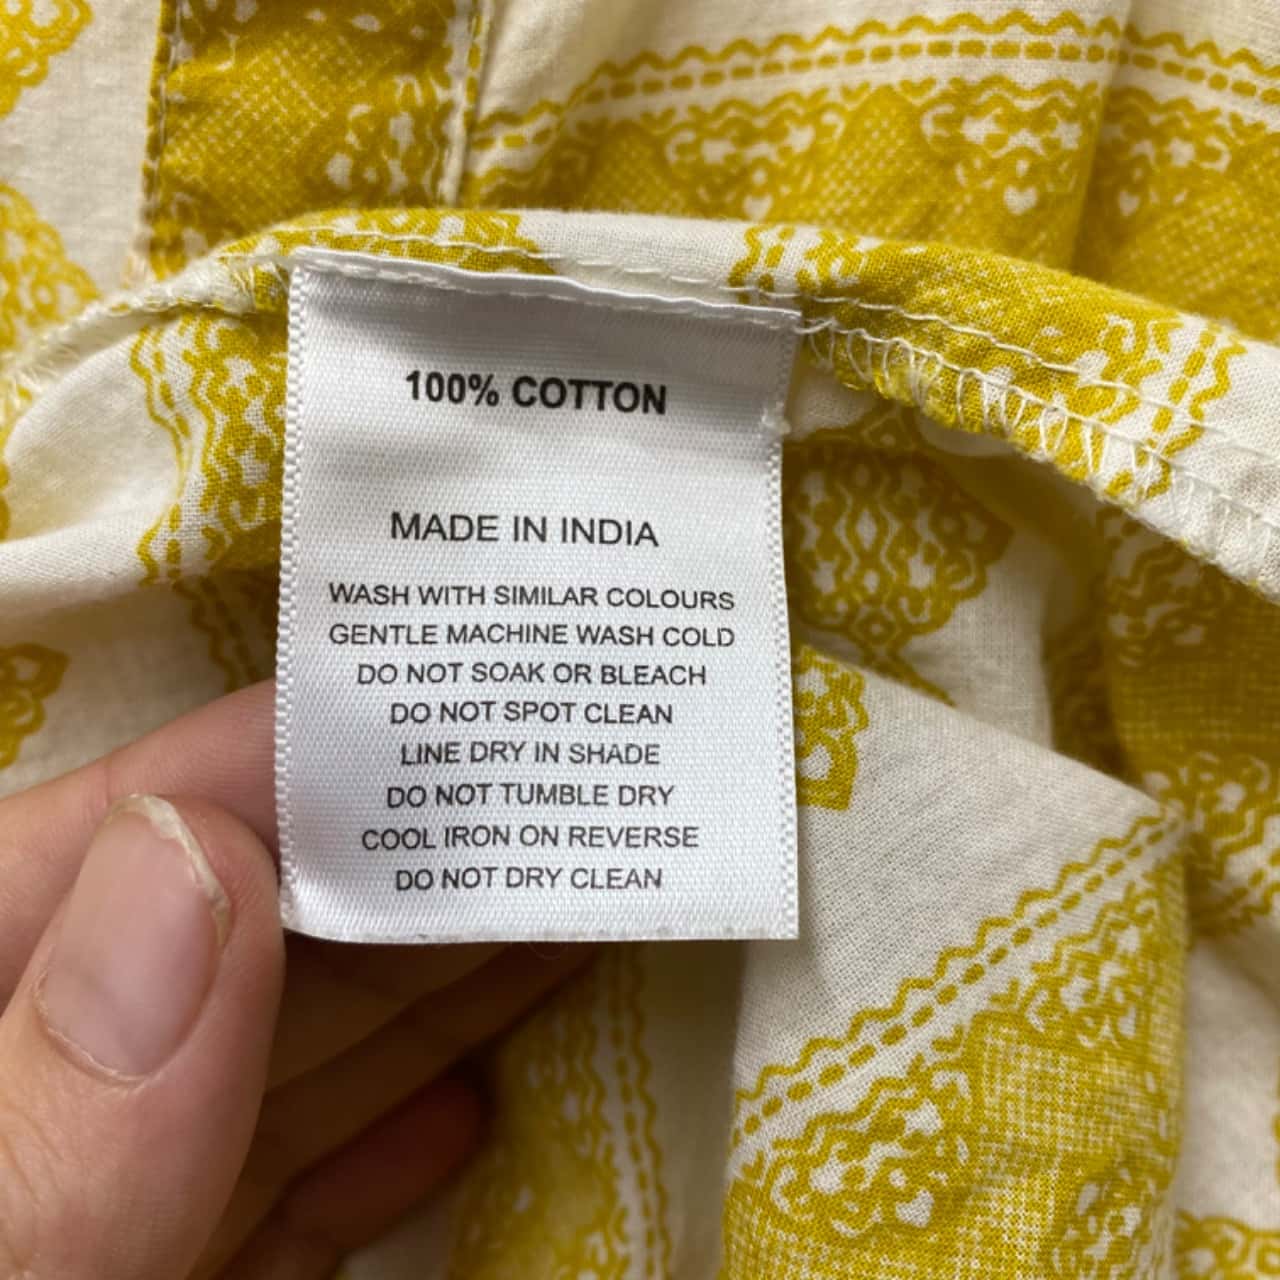 100% COTTON
MADE IN INDIA
WASH WITH SIMILAR COLOURS
GENTLE MACHINE WASH COLD
DO NOT SOAK OR BLEACH
DO NOT SPOT CLEAN
LINE DRY IN SHADE
DO NOT TUMBLE DRY
COOL IRON ON REVERSE
DO NOT DRY CLEAN